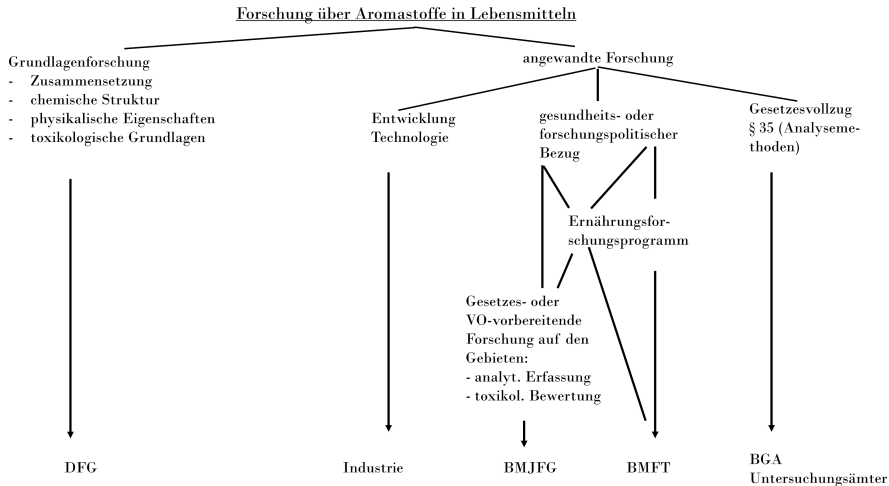 Forschung über Aromastoffe in Lebensmitteln
Grundlagenforschung
- Zusammensetzung
- chemische Struktur
- physikalische Eigenschaften
- toxikologische Grundlagen
angewandte Forschung
Entwicklung
Technologie
gesundheits- oder
forschungspolitischer
Bezug
Gesetzesvollzug
§ 35 (Analyseme-
thoden)
Ernährungsfor-
schungsprogramm
Gesetzes- oder
VO-vorbereitende
Forschung auf den
Gebieten:
- analyt. Erfassung
- toxikol. Bewertung
DFG
Industrie
BMJFG
BMFT
BGA
Untersuchungsämter